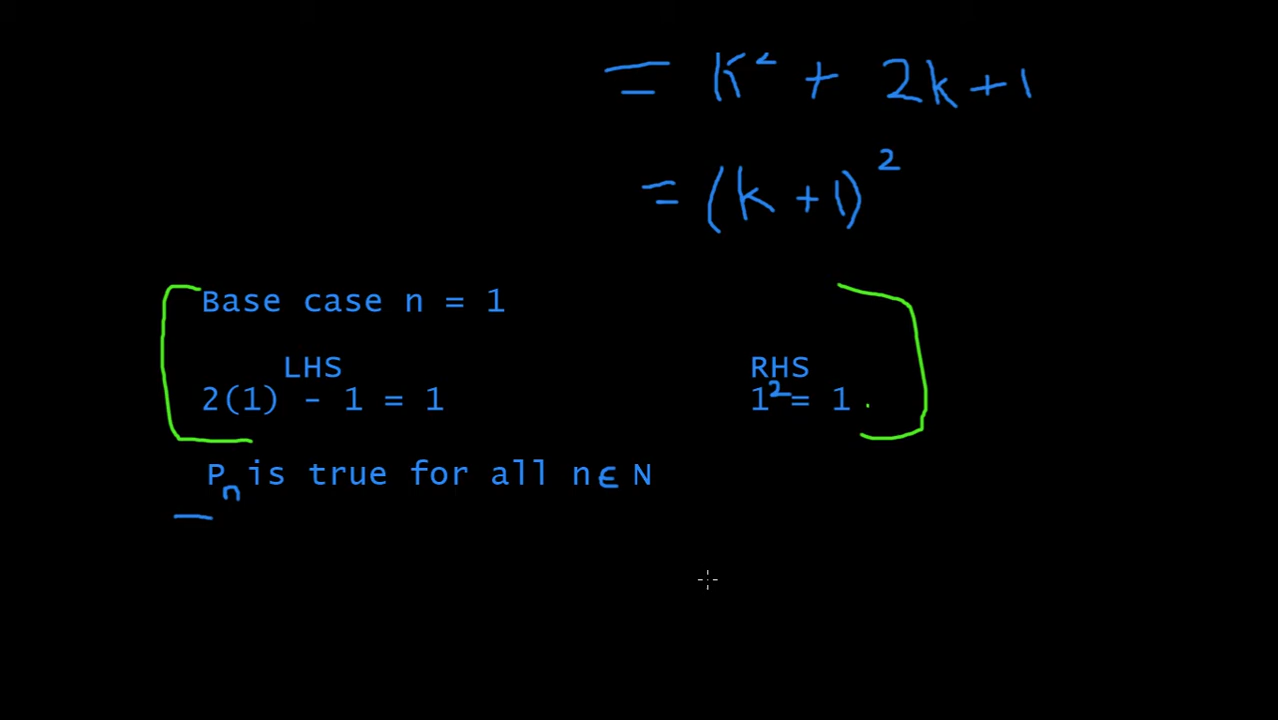 = k² + 2k+1
= (k +1)²
Base case n = 1
LHS RHS
2(1) - 1 = 1 1² = 1.
Pₙ is true for all n∈N